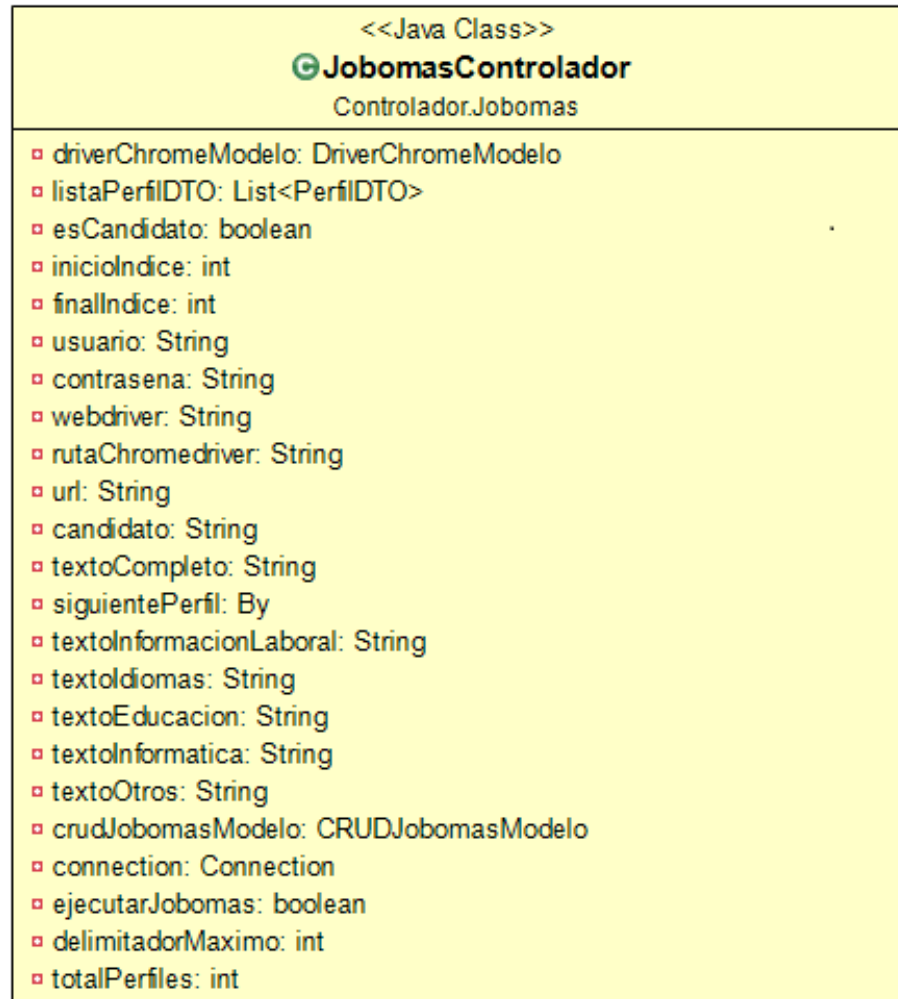 <<Java Class>>
C JobomasControlador
Controlador.Jobomas
driverChromeModelo: DriverChromeModelo
listaPerfilDTO: List<PerfilDTO>
esCandidato: boolean
inicioIndice: int
finalIndice: int
usuario: String
contrasena: String
webdriver: String
rutaChromedriver: String
url: String
candidato: String
textoCompleto: String
siguientePerfil: By
textoInformacionLaboral: String
textoIdiomas: String
textoEducacion: String
textoInformatica: String
textoOtros: String
crudJobomasModelo: CRUDJobomasModelo
connection: Connection
ejecutarJobomas: boolean
delimitadorMaximo: int
totalPerfiles: int